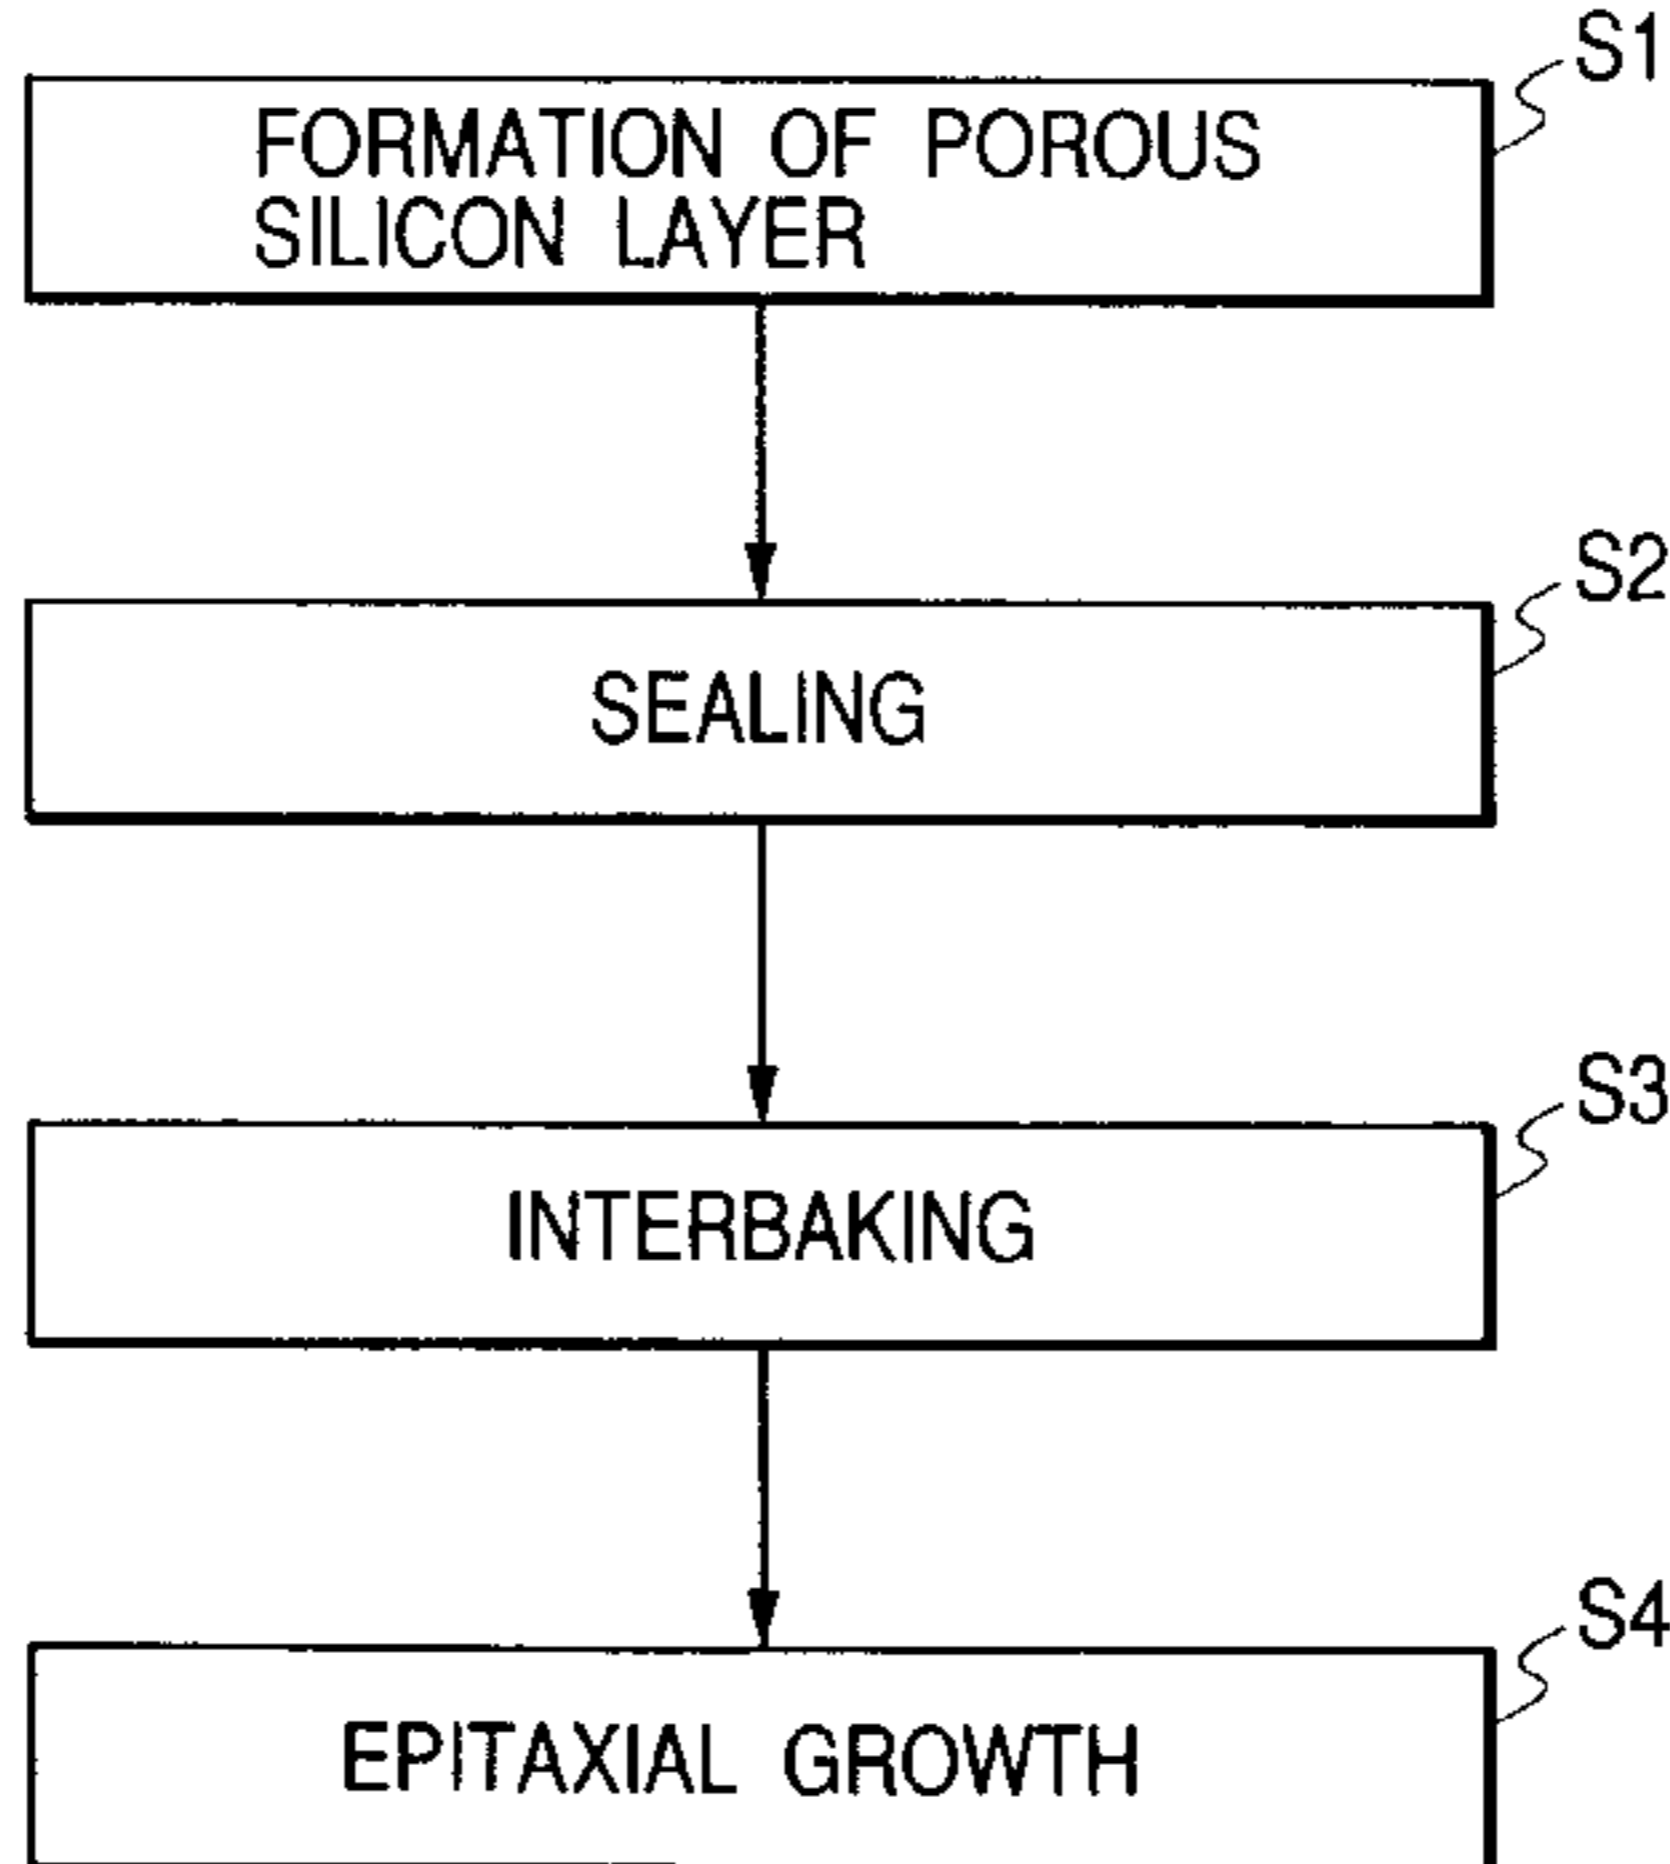 S1
FORMATION OF POROUS
SILICON LAYER
S2
SEALING
S3
INTERBAKING
S4
EPITAXIAL GROWTH